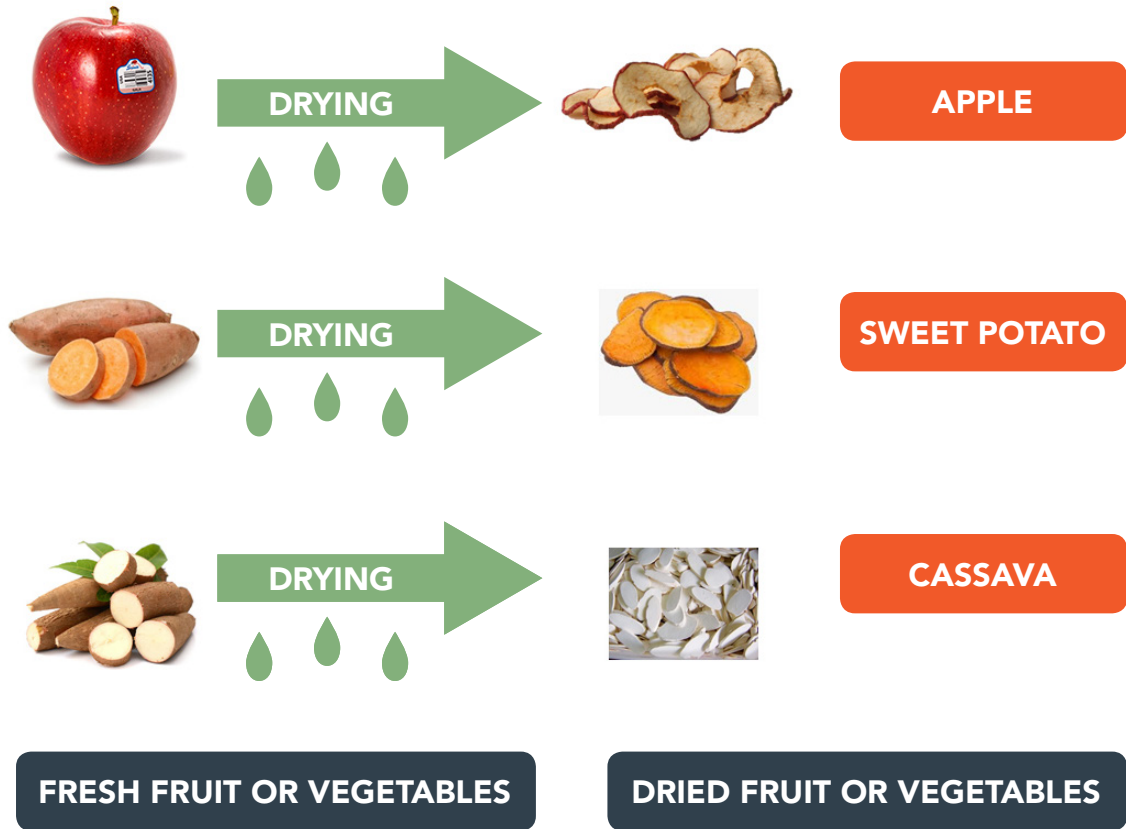 DRYING
APPLE
DRYING
SWEET POTATO
DRYING
CASSAVA
FRESH FRUIT OR VEGETABLES
DRIED FRUIT OR VEGETABLES